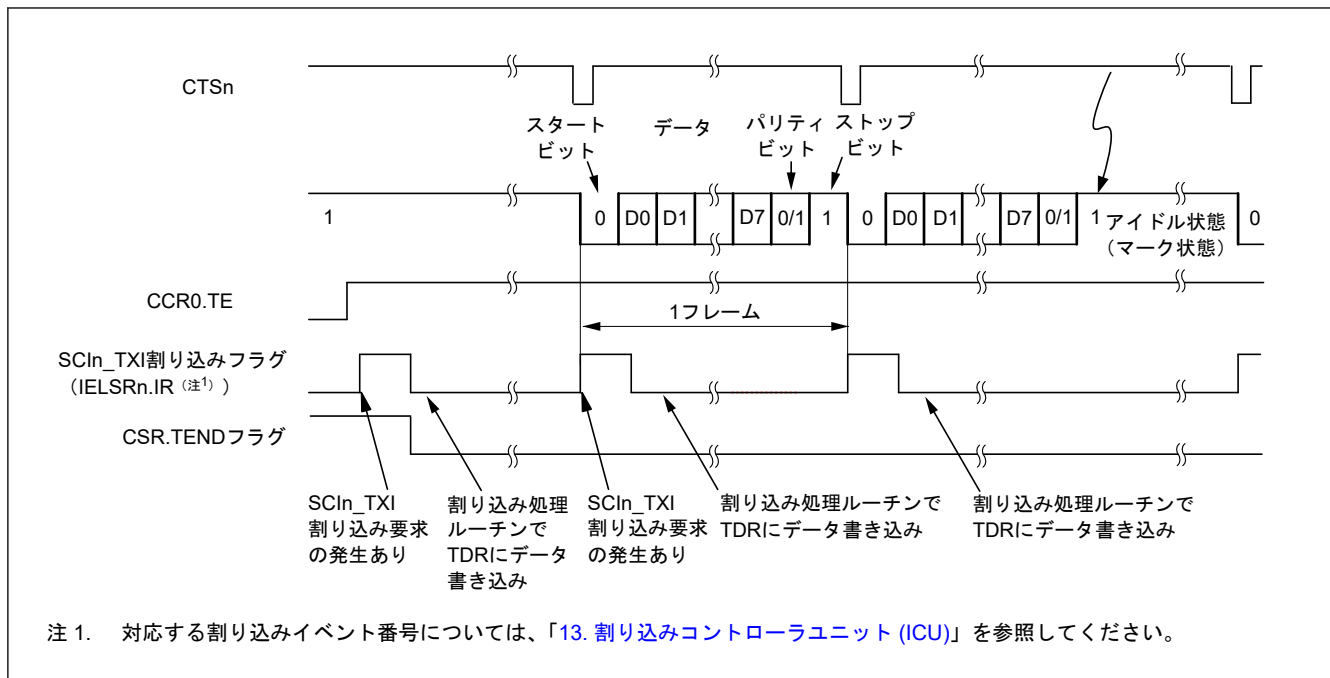 CTSn
スタート
ビット
データ
パリティ
ビット
ストップ
ビット
1
0
D0
D1
D7
0/1
1
0
D0
D1
D7
0/1
1
アイドル状態
（マーク状態）
0
CCR0.TE
1フレーム
SCIn_TXI割り込みフラグ
（IELSRn.IR（注1））
CSR.TENDフラグ
SCIn_TXI
割り込み要求
の発生あり
割り込み処理
ルーチンで
TDRにデータ
書き込み
SCIn_TXI
割り込み要求
の発生あり
割り込み処理ルーチンで
TDRにデータ書き込み
割り込み処理ルーチンで
TDRにデータ書き込み
注 1. 対応する割り込みイベント番号については、「13. 割り込みコントローラユニット (ICU)」を参照してください。